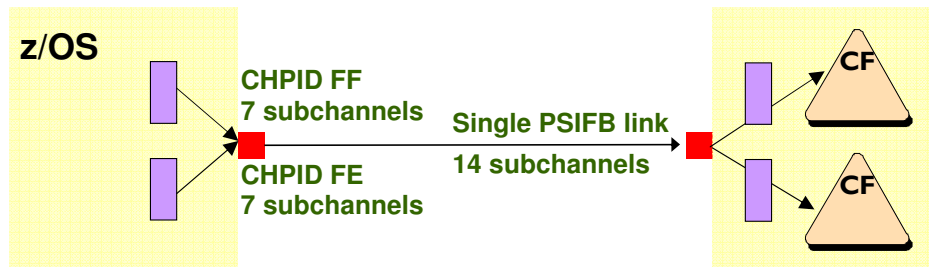 z/OS
CHPID FF
7 subchannels
CHPID FE
7 subchannels
Single PSIFB link
14 subchannels
CF
CF